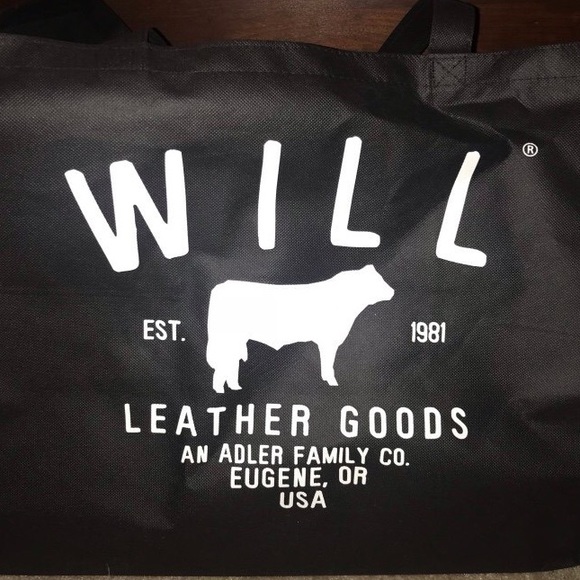 WILL®
EST. 1981
LEATHER GOODS
AN ADLER FAMILY CO.
EUGENE, OR
USA